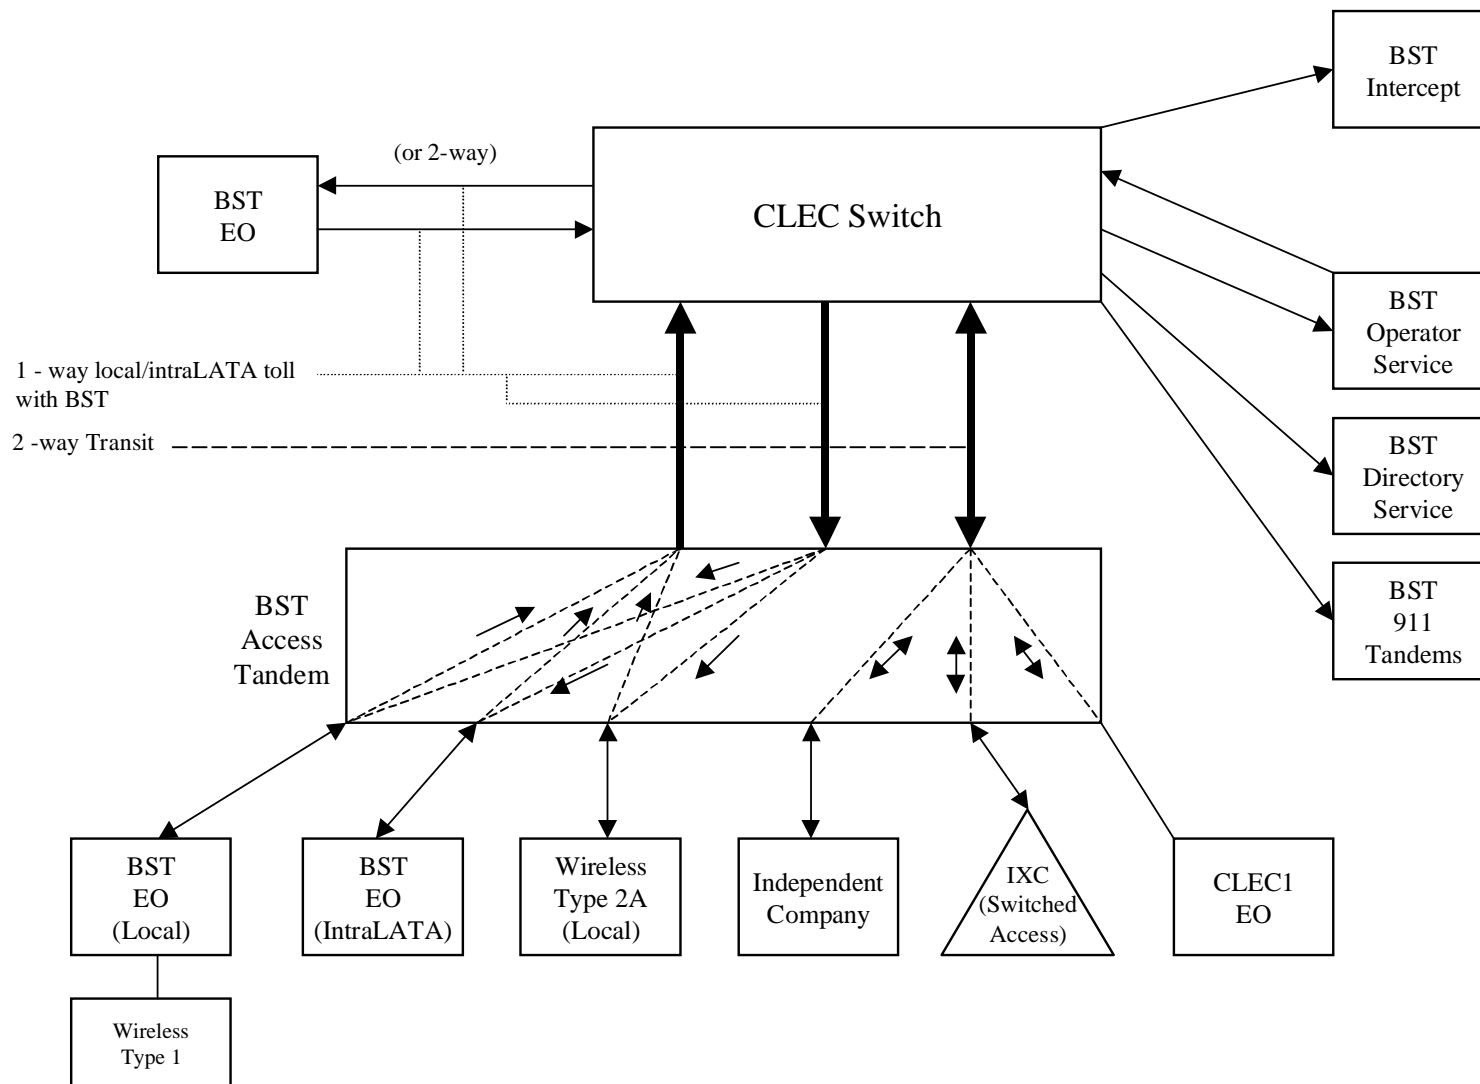 BST
Intercept
(or 2-way)
BST
EO
CLEC Switch
BST
Operator
Service
1 - way local/intraLATA toll
with BST
2 -way Transit
BST
Directory
Service
BST
Access
Tandem
BST
911
Tandems
BST
EO
(Local)
BST
EO
(IntraLATA)
Wireless
Type 2A
(Local)
Independent
Company
IXC
(Switched
Access)
CLEC1
EO
Wireless
Type 1